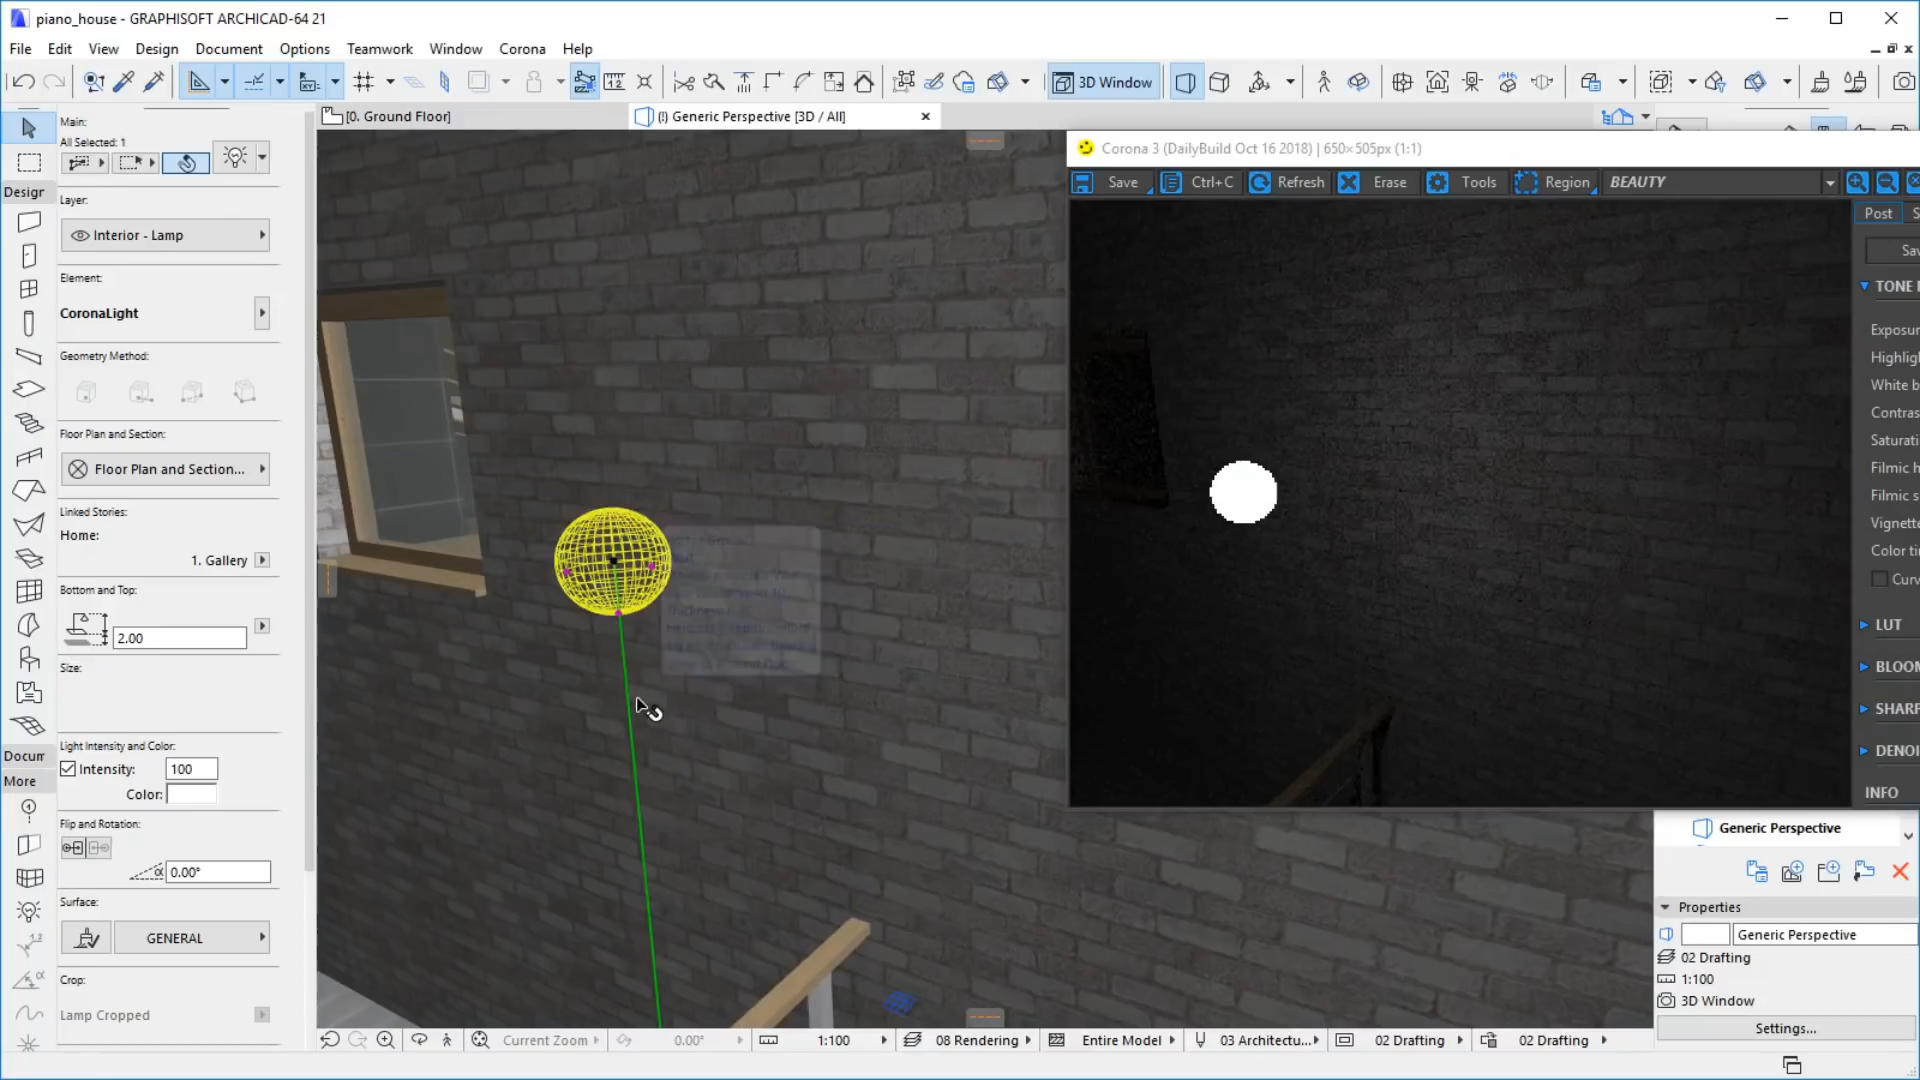 piano_house - GRAPHISOFT ARCHICAD-64 21
File Edit View Design Document Options Teamwork Window Corona Help
3D Window
[0. Ground Floor]
(!) Generic Perspective [3D / All]
Main:
All Selected: 1
Desigr
Layer:
Interior - Lamp
Element:
CoronaLight
Geometry Method:
Floor Plan and Section:
Floor Plan and Section...
Linked Stories:
Home:
1. Gallery
Bottom and Top:
2.00
Size:
Light Intensity and Color:
Docum
Intensity: 100
More
Color:
Flip and Rotation:
α 0.00°
Surface:
GENERAL
Crop:
Lamp Cropped
Corona 3 (DailyBuild Oct 16 2018) | 650×505px (1:1)
Save Ctrl+C Refresh Erase Tools Region BEAUTY
Post S
Sav
TONE
Exposur
Highlig
White b
Contras
Saturati
Filmic h
Filmic s
Vignett
Color ti
Curv
LUT
BLOOM
SHARP
DENOI
INFO
Generic Perspective
Properties
Generic Perspective
02 Drafting
1:100
3D Window
Settings...
Current Zoom 0.00° 1:100 08 Rendering Entire Model 03 Architectu... 02 Drafting 02 Drafting